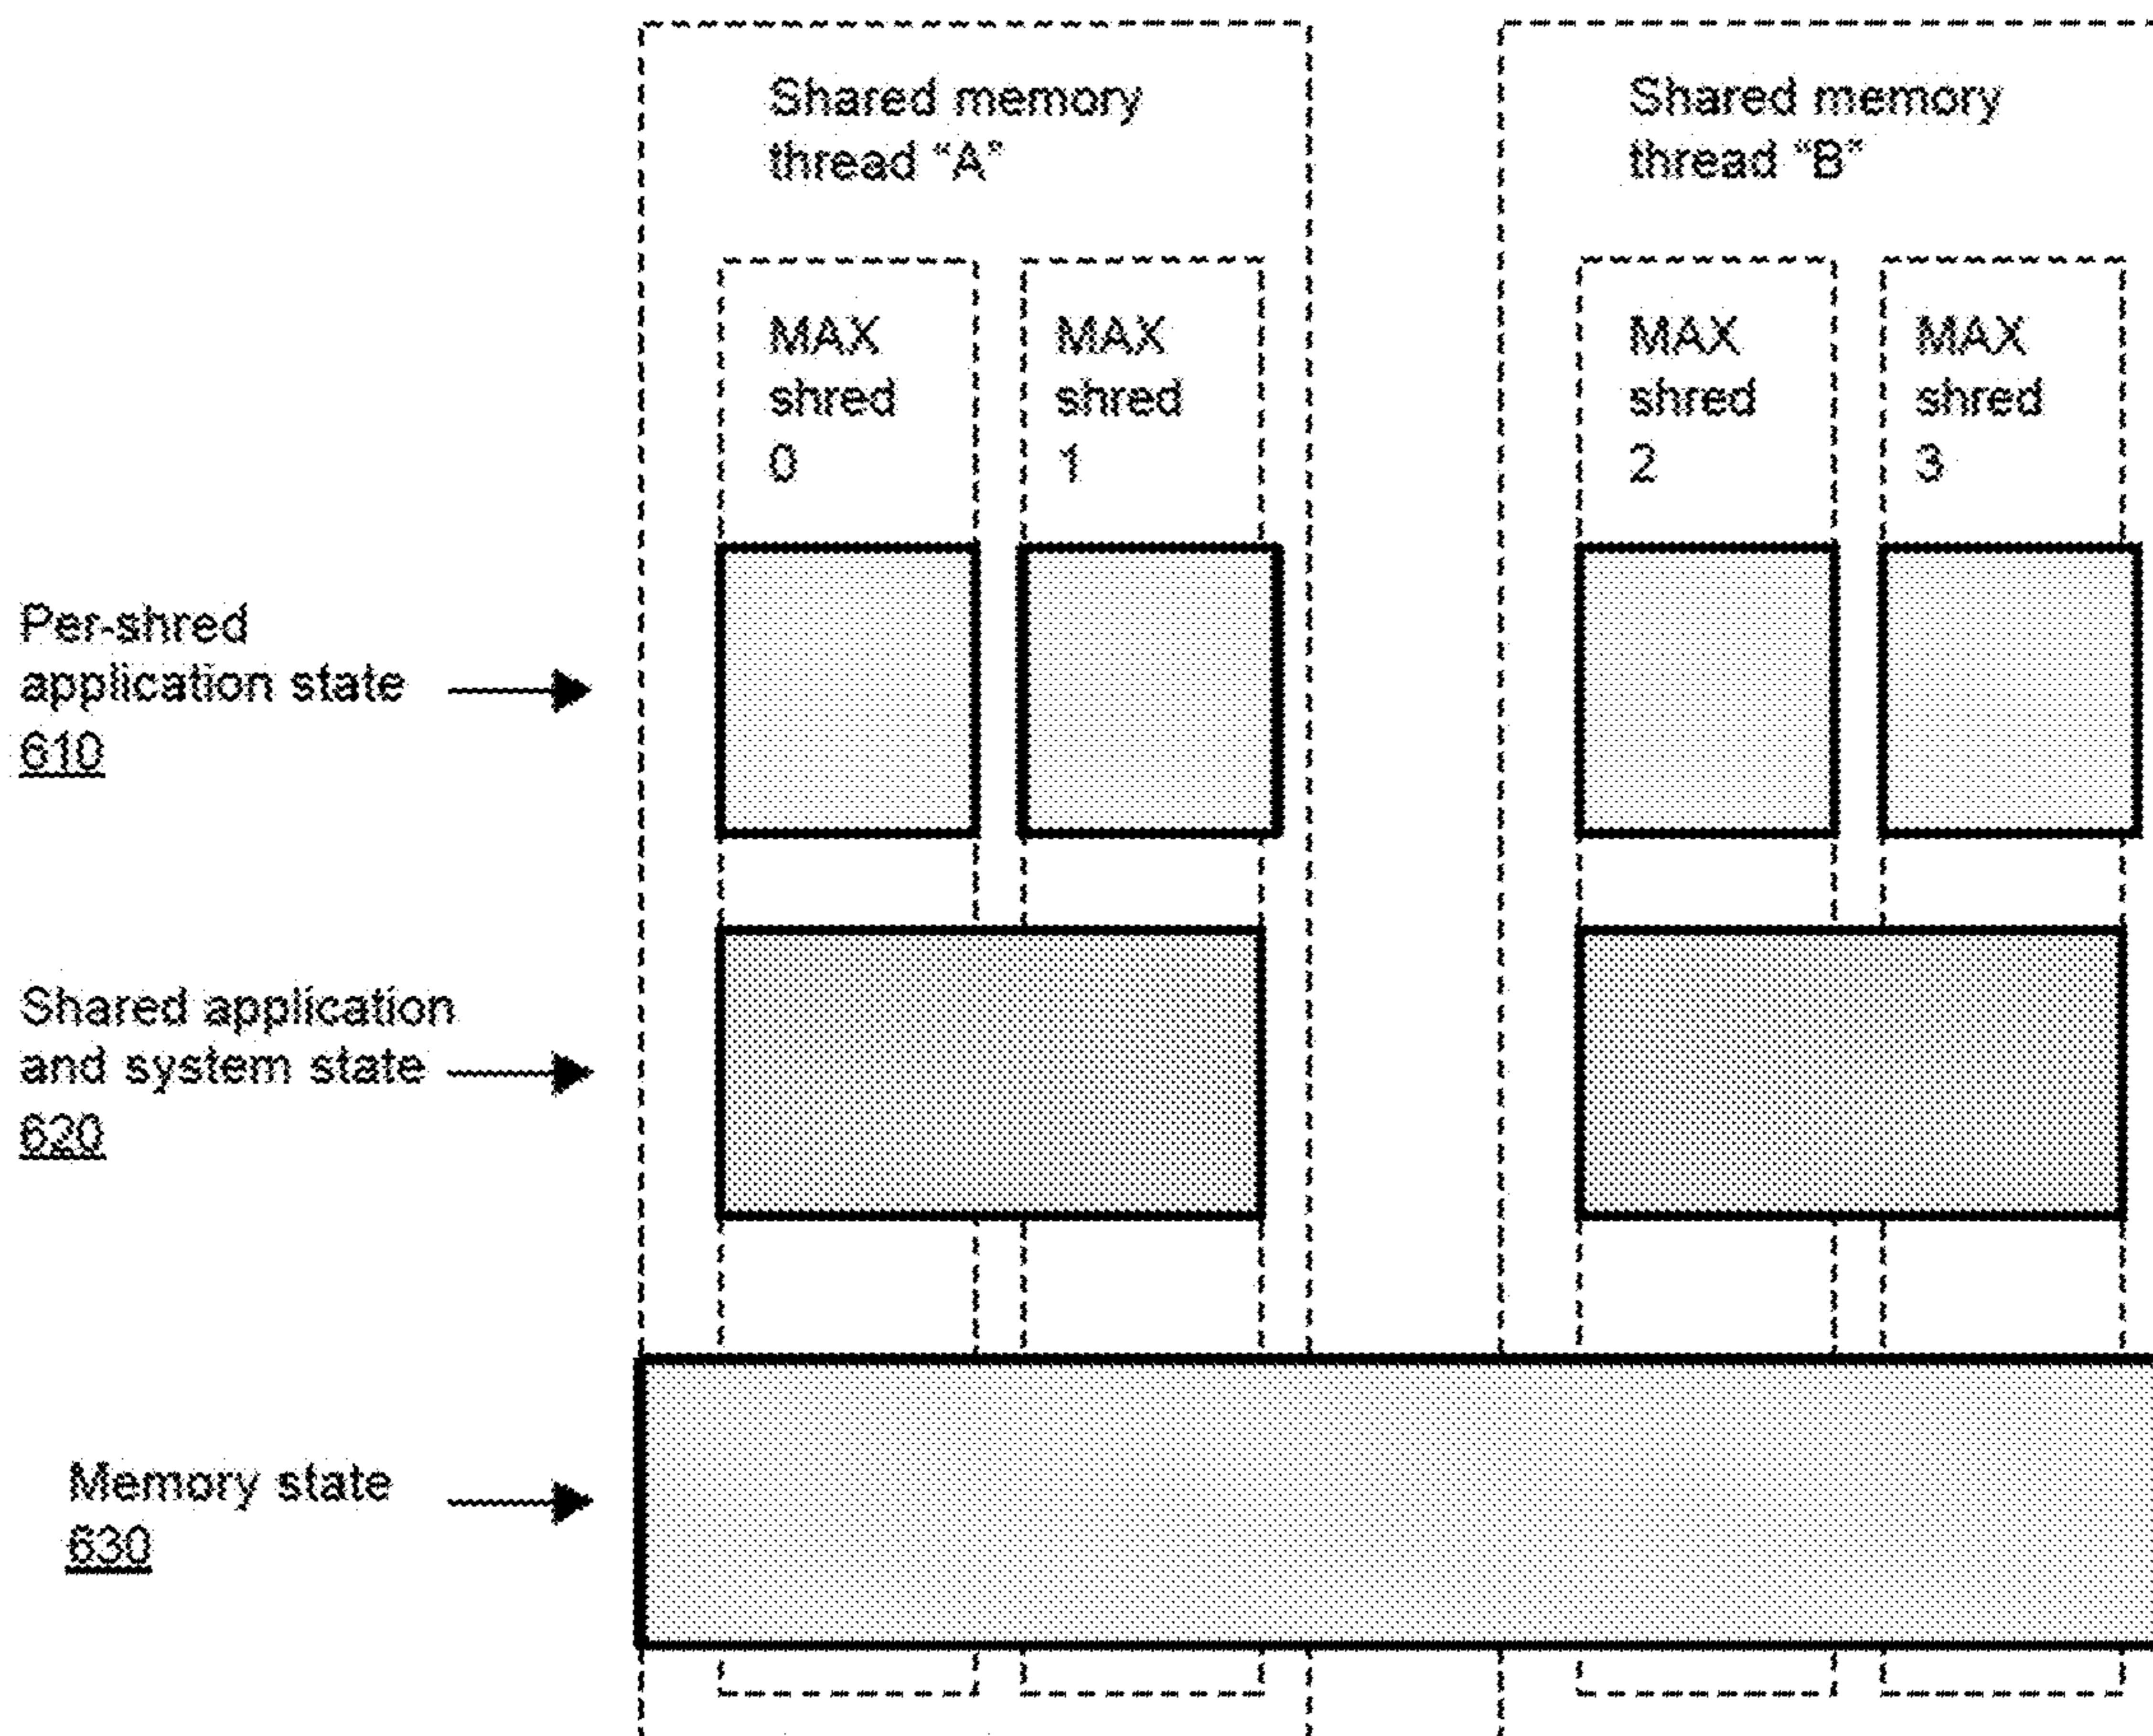 Shared memory
thread "A"
Shared memory
thread "B"
MAX
shred
0
MAX
shred
1
MAX
shred
2
MAX
shred
3
Per-shred
application state
610
Shared application
and system state
620
Memory state
630